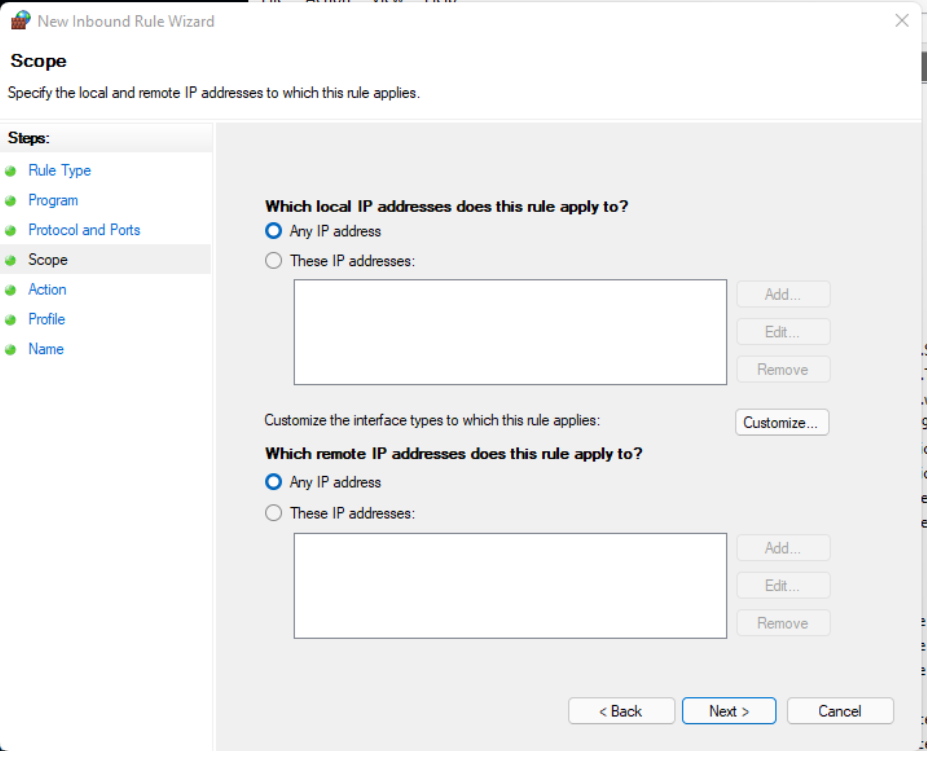 New Inbound Rule Wizard
Scope
Specify the local and remote IP addresses to which this rule applies.
Steps:
Rule Type
Program
Protocol and Ports
Scope
Action
Profile
Name
Which local IP addresses does this rule apply to?
Any IP address
These IP addresses:
Add...
Edit...
Remove
Customize the interface types to which this rule applies:
Customize...
Which remote IP addresses does this rule apply to?
Any IP address
These IP addresses:
Add...
Edit...
Remove
< Back
Next >
Cancel